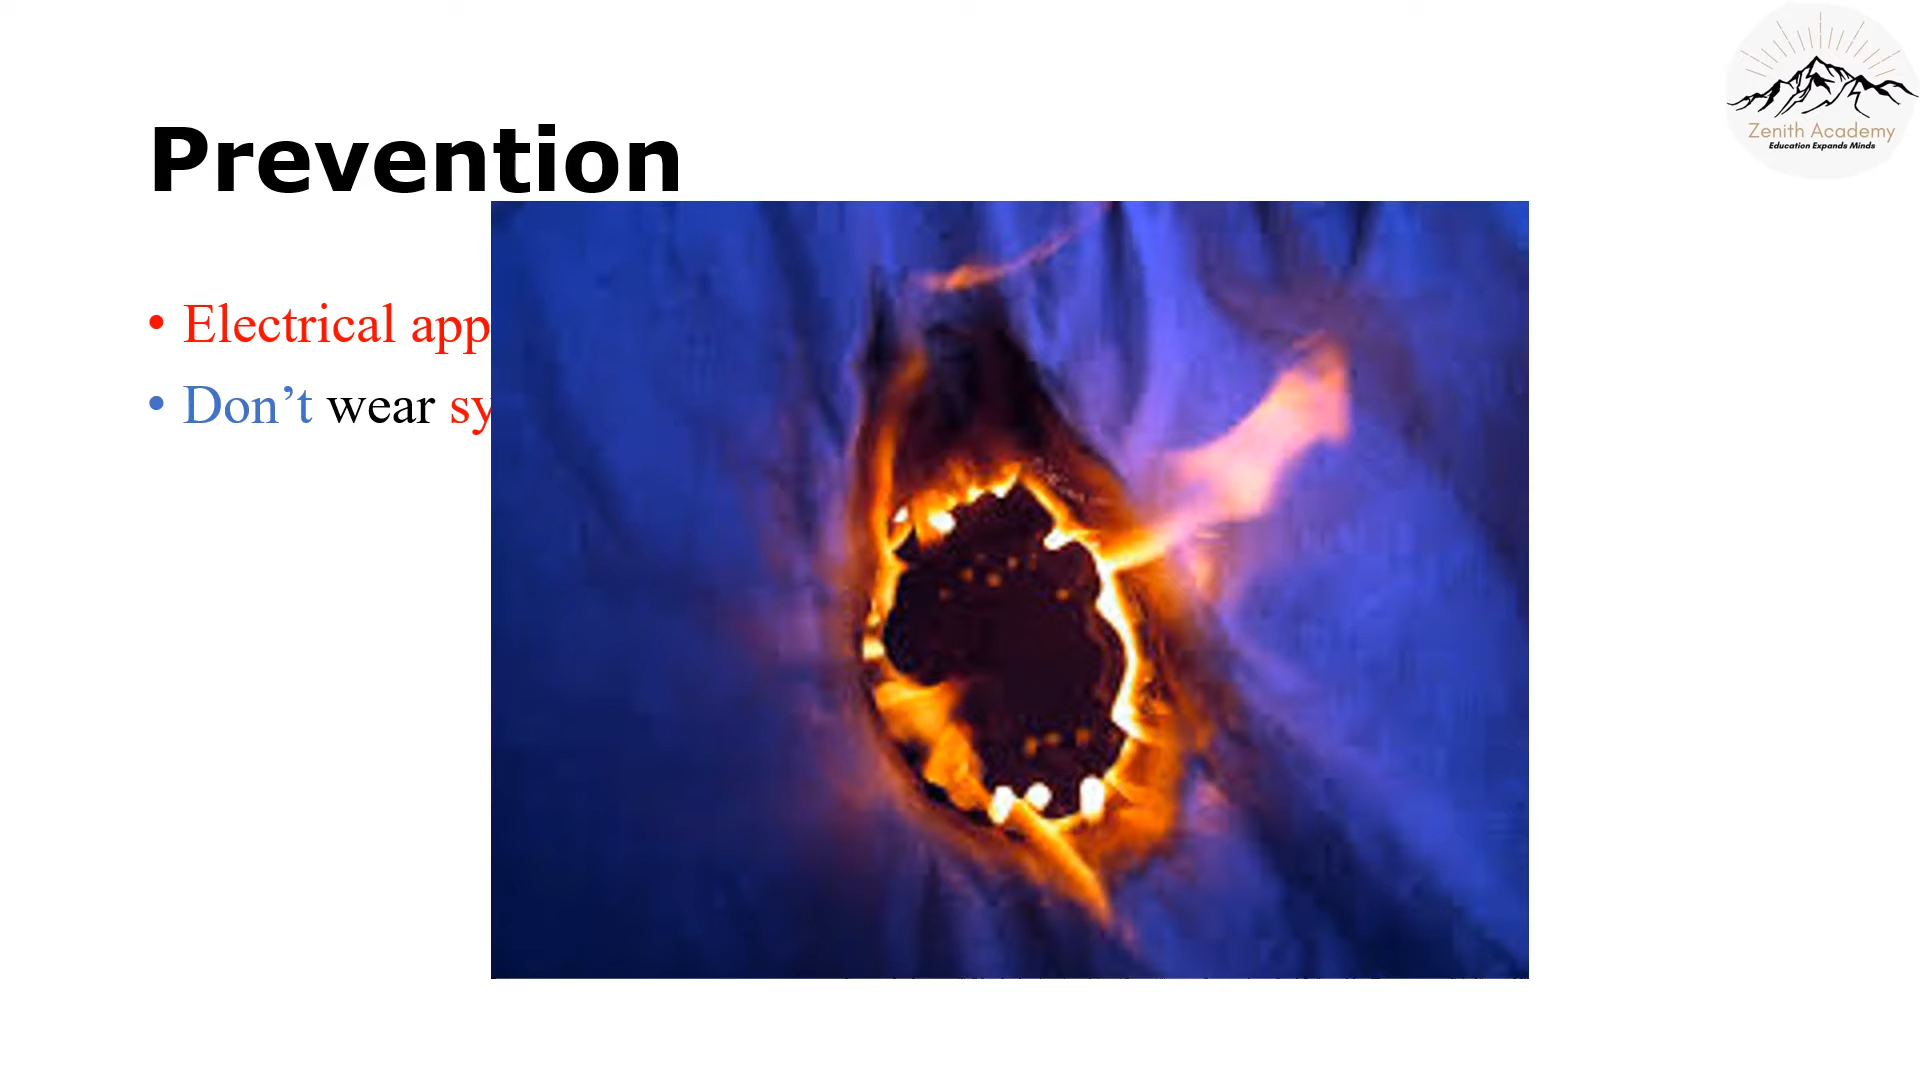 Zenith Academy
Education Expands Minds
Prevention
• Electrical app
• Don’t wear sy